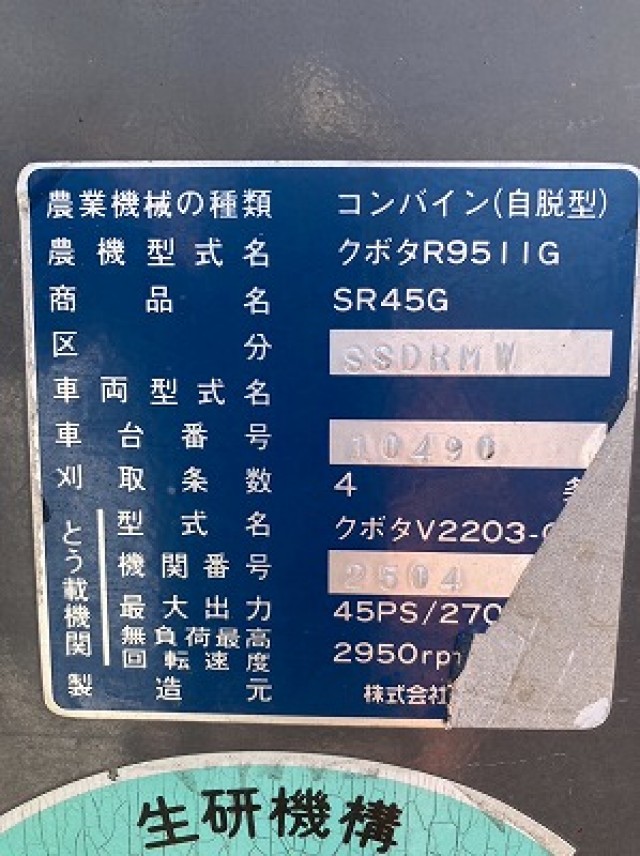 農業機械の種類 コンバイン(自脱型)
農機型式名 クボタR9511G
商品名 SR45G
区分 SSDRMW
車両型式名
車台番号 10490
刈取条数 4
とう載機関
型式名 クボタV2203-
機関番号 2504
最大出力 45PS/270
無負荷最高回転速度 2950rp
製造元 株式会社
生研機構